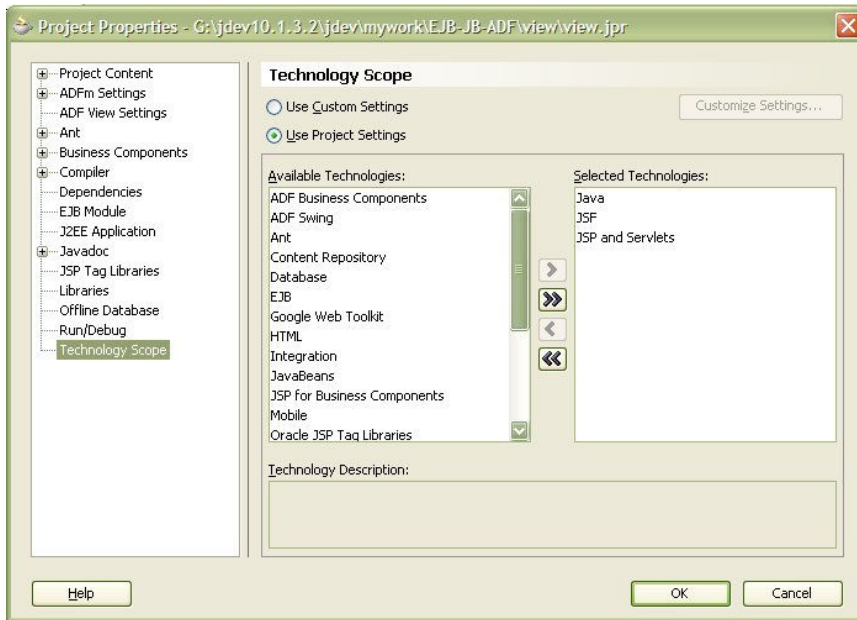 Project Properties - G:\jdev10.1.3.2\jdev\mywork\EJB-JB-ADF\view\view.jpr
Project Content
ADFm Settings
ADF View Settings
Ant
Business Components
Compiler
Dependencies
EJB Module
J2EE Application
Javadoc
JSP Tag Libraries
Libraries
Offline Database
Run/Debug
Technology Scope
Technology Scope
Use Custom Settings
Customize Settings...
Use Project Settings
Available Technologies:
ADF Business Components
ADF Swing
Ant
Content Repository
Database
EJB
Google Web Toolkit
HTML
Integration
JavaBeans
JSP for Business Components
Mobile
Oracle JSP Tag Libraries
Selected Technologies:
Java
JSF
JSP and Servlets
Technology Description:
Help
OK
Cancel